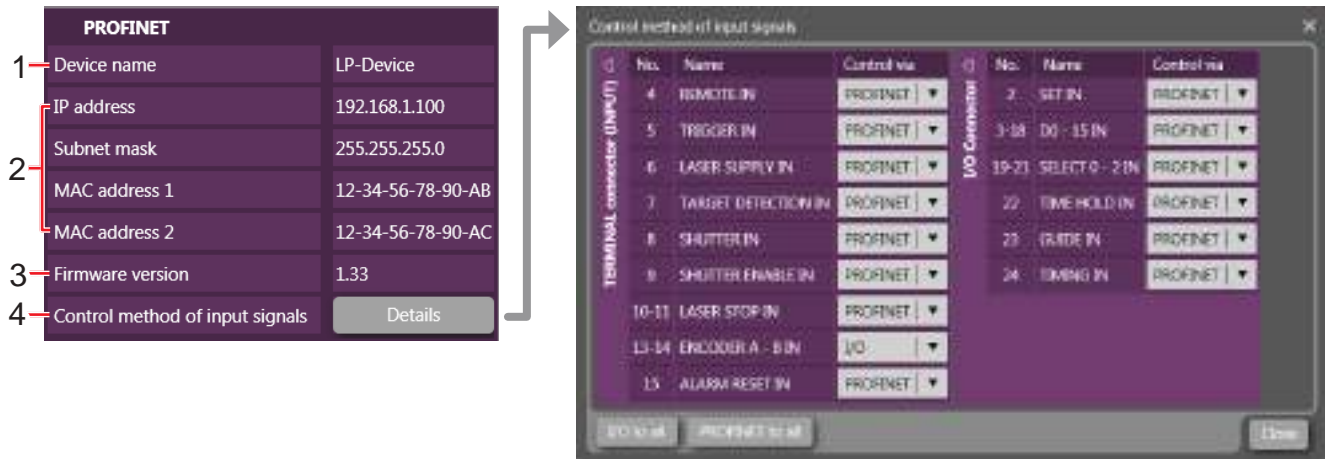 PROFINET
1 Device name LP-Device
2 IP address 192.168.1.100
Subnet mask 255.255.255.0
MAC address 1 12-34-56-78-90-AB
MAC address 2 12-34-56-78-90-AC
3 Firmware version 1.33
4 Control method of input signals Details
Control method of input signals
TERMINAL connector (INPUT)
No. Name Control via
4 REMOTE IN PROFINET
5 TRIGGER IN PROFINET
6 LASER SUPPLY IN PROFINET
7 TARGET DETECTION IN PROFINET
8 SHUTTER IN PROFINET
9 SHUTTER ENABLE IN PROFINET
10-11 LASER STOP IN PROFINET
13-14 ENCODER A - B IN I/O
15 ALARM RESET IN PROFINET
I/O Connector
No. Name Control via
2 SET IN PROFINET
3-18 D0 - 15 IN PROFINET
19-21 SELECT 0 - 2 IN PROFINET
22 TIME HOLD IN PROFINET
23 GUIDE IN PROFINET
24 TIMING IN PROFINET
I/O to all PROFINET to all Close